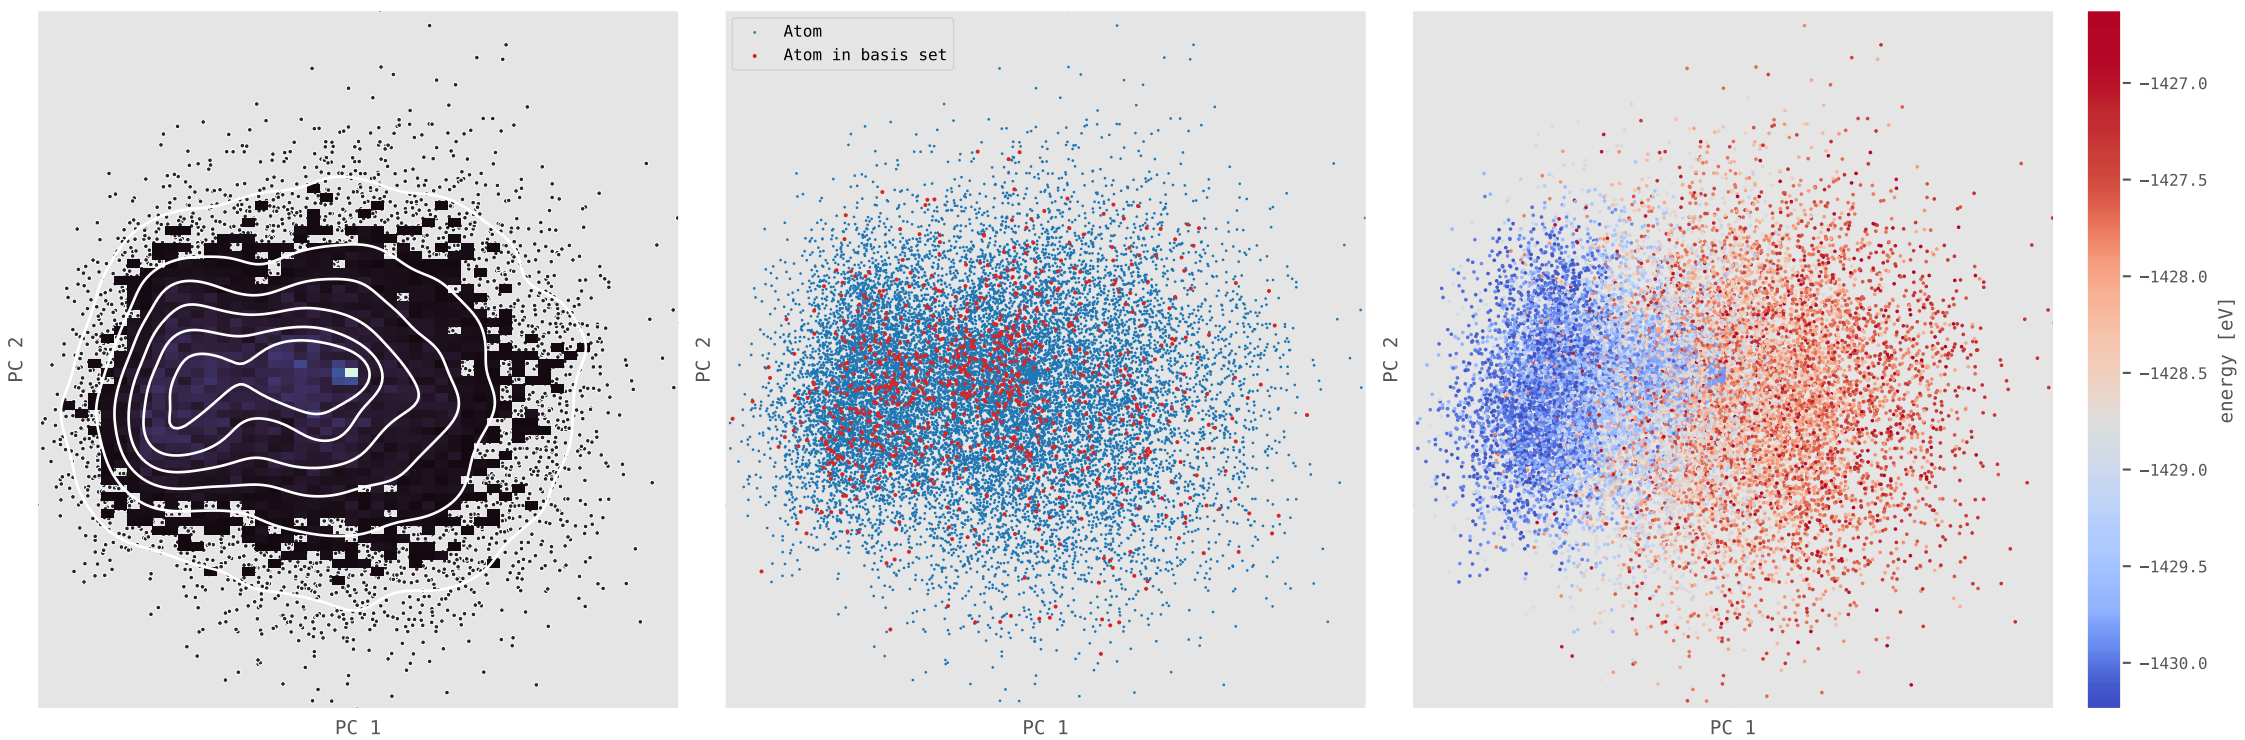 PC 2
PC 1
Atom
Atom in basis set
PC 2
PC 1
PC 2
PC 1
−1427.0
−1427.5
−1428.0
−1428.5
−1429.0
−1429.5
−1430.0
energy [eV]